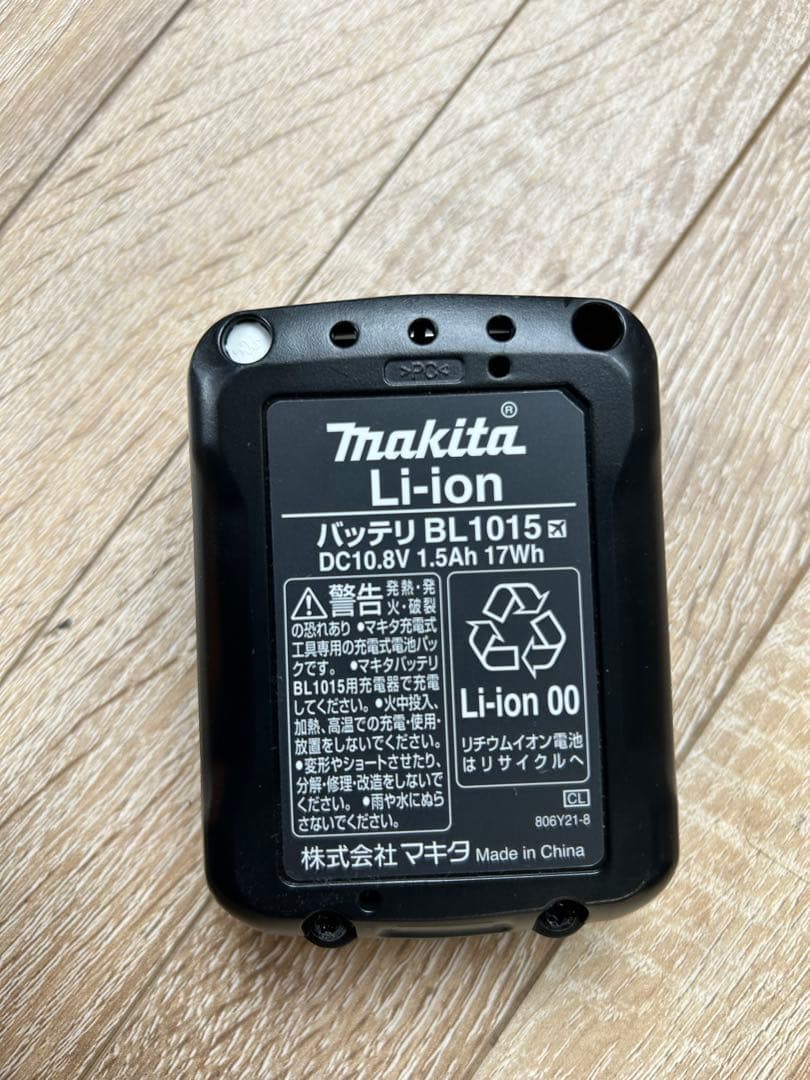 >PC<
makita®
Li-ion
バッテリ BL1015
DC10.8V 1.5Ah 17Wh
警告 発熱・発
火・破裂
の恐れあり ●マキタ充電式
工具専用の充電式電池パッ
クです。 ●マキタバッテリ
BL1015用充電器で充電
してください。 ●火中投入、
加熱、高温での充電・使用・
放置をしないでください。
●変形やショートさせたり、
分解・修理・改造をしないで
ください。 ●雨や水にぬら
さないでください。
Li-ion 00
リチウムイオン電池
はリサイクルへ
CL
806Y21-8
株式会社 マキタ Made in China